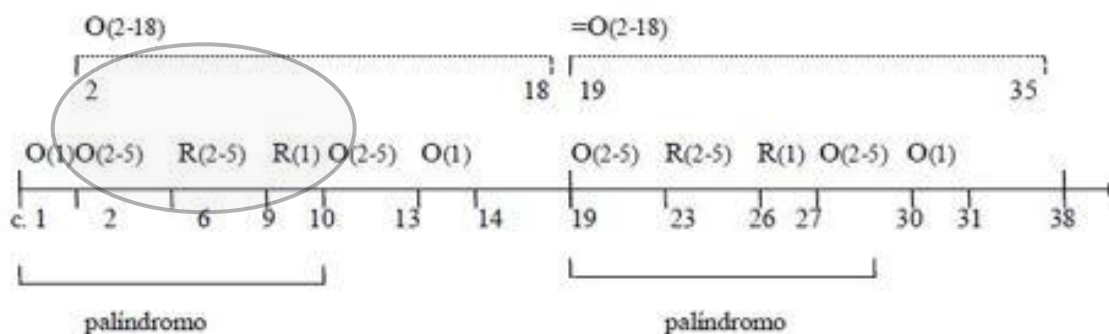 O(2-18) =O(2-18)
2 18 19 35
O(1)O(2-5) R(2-5) R(1) O(2-5) O(1) O(2-5) R(2-5) R(1) O(2-5) O(1)
c. 1 2 6 9 10 13 14 19 23 26 27 30 31 38
palíndromo palíndromo